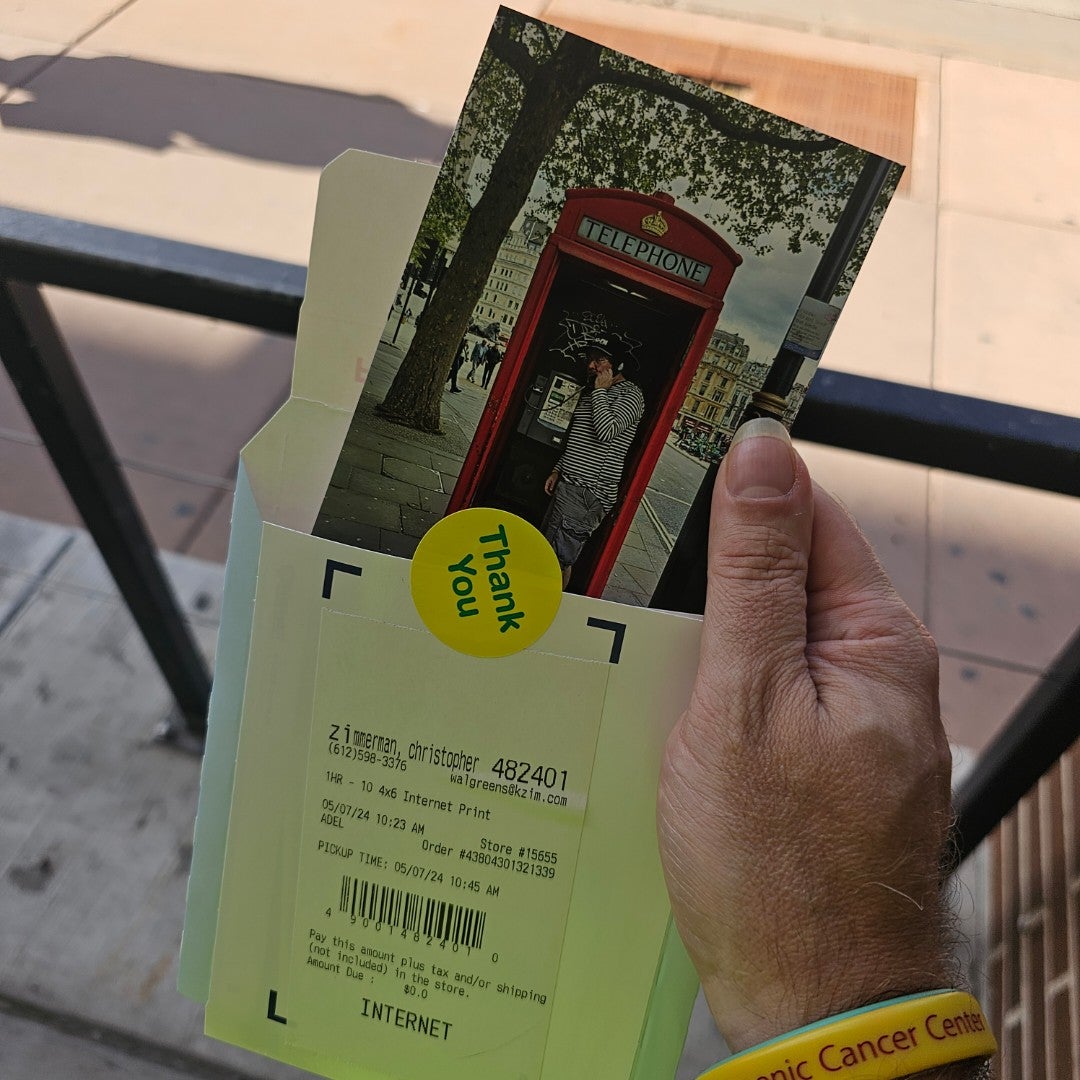 TELEPHONE
Thank
You
zimmerman, christopher 482401
(612)598-3376 walgreens@kzim.com
1HR - 10 4x6 Internet Print
05/07/24 10:23 AM Store #15655
ADEL Order #43804301321339
PICKUP TIME: 05/07/24 10:45 AM
4 90014824010
Pay this amount plus tax and/or shipping
(not included) in the store.
Amount Due : $0.0
INTERNET
Cancer Center